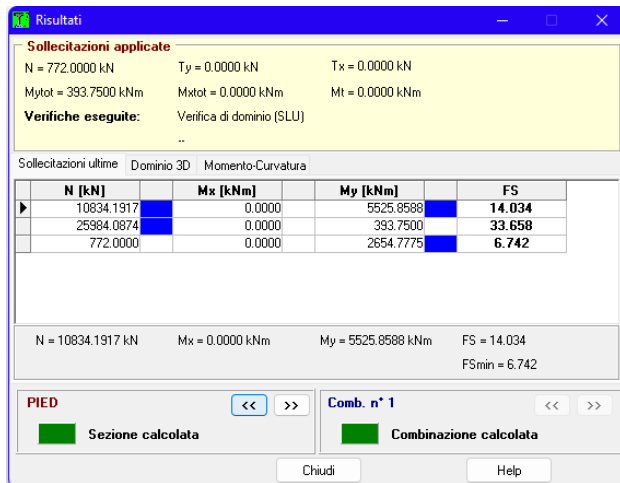 Risultati
Sollecitazioni applicate
N = 772.0000 kN Ty = 0.0000 kN Tx = 0.0000 kN
Mytot = 393.7500 kNm Mxtot = 0.0000 kNm Mt = 0.0000 kNm
Verifiche eseguite: Verifica di dominio (SLU)
..
Sollecitazioni ultime Dominio 3D Momento-Curvatura
N [kN] Mx [kNm] My [kNm] FS
10834.1917 0.0000 5525.8588 14.034
25984.0874 0.0000 393.7500 33.658
772.0000 0.0000 2654.7775 6.742
N = 10834.1917 kN Mx = 0.0000 kNm My = 5525.8588 kNm FS = 14.034
FSmin = 6.742
PIED << >> Comb. n° 1 << >>
Sezione calcolata Combinazione calcolata
Chiudi Help